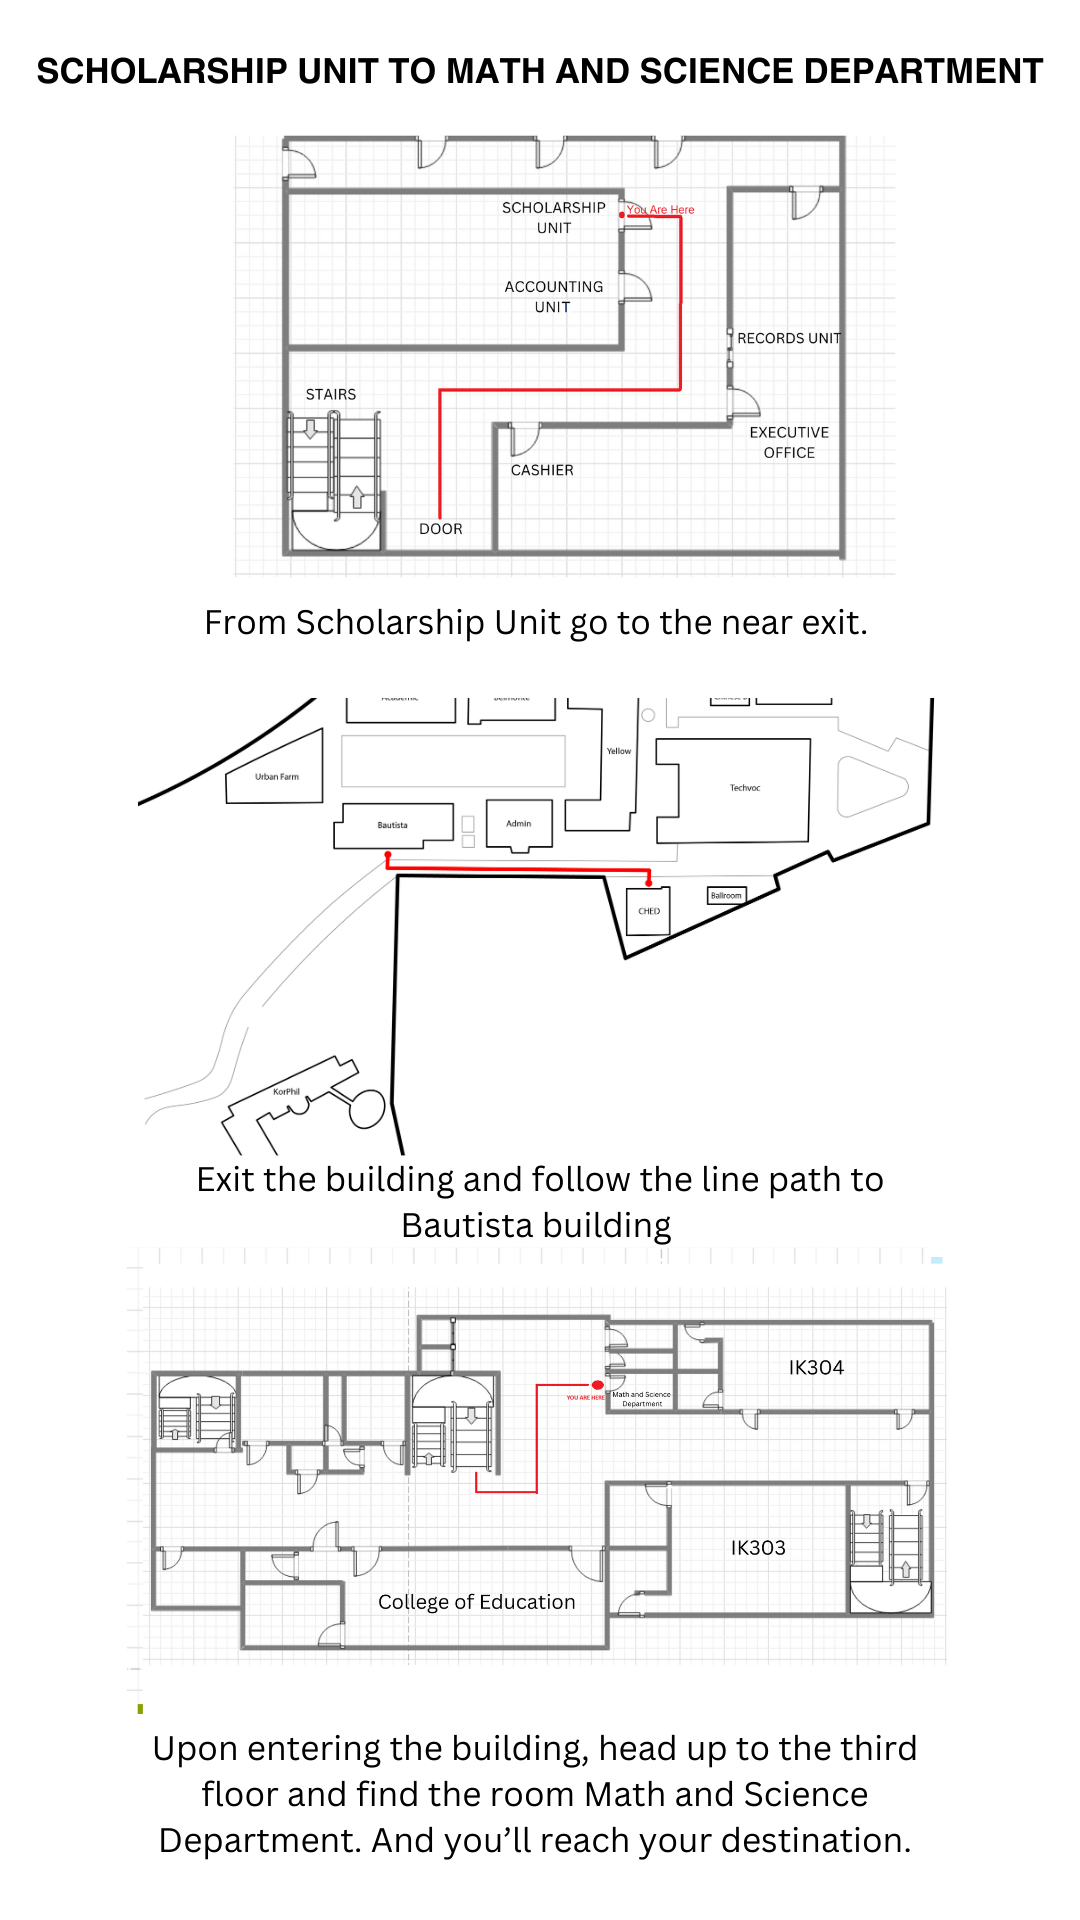 SCHOLARSHIP UNIT TO MATH AND SCIENCE DEPARTMENT
SCHOLARSHIP
UNIT
You Are Here
ACCOUNTING
UNIT
RECORDS UNIT
STAIRS
EXECUTIVE
OFFICE
CASHIER
DOOR
From Scholarship Unit go to the near exit.
Academic
Belmonte
Yellow
Urban Farm
Techvoc
Bautista
Admin
CHED
Ballroom
KorPhil
Exit the building and follow the line path to
Bautista building
IK304
YOU ARE HERE
Math and Science
Department
IK303
College of Education
Upon entering the building, head up to the third
floor and find the room Math and Science
Department. And you’ll reach your destination.